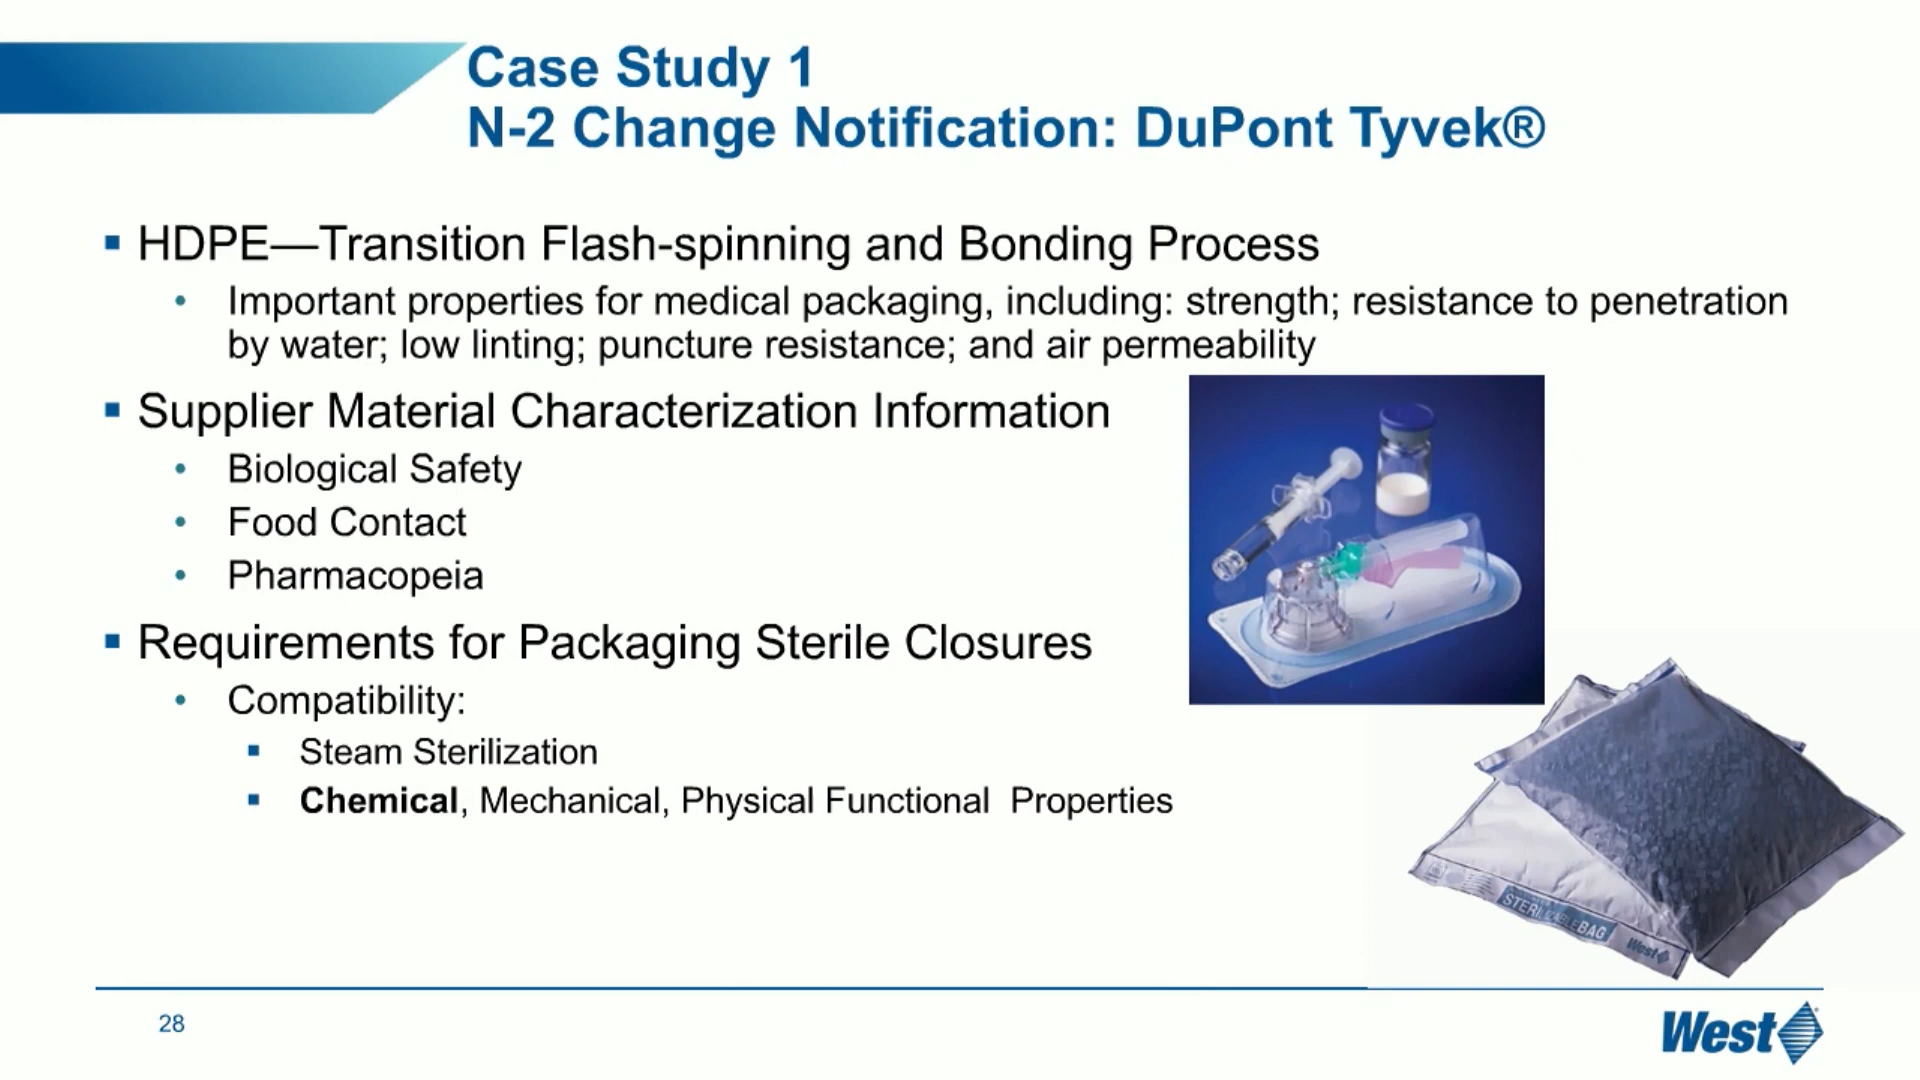 Case Study 1
N-2 Change Notification: DuPont Tyvek®
▪ HDPE—Transition Flash-spinning and Bonding Process
• Important properties for medical packaging, including: strength; resistance to penetration
by water; low linting; puncture resistance; and air permeability
▪ Supplier Material Characterization Information
• Biological Safety
• Food Contact
• Pharmacopeia
▪ Requirements for Packaging Sterile Closures
• Compatibility:
▪ Steam Sterilization
▪ Chemical, Mechanical, Physical Functional  Properties
STERILIZABLEBAG
West
28
West